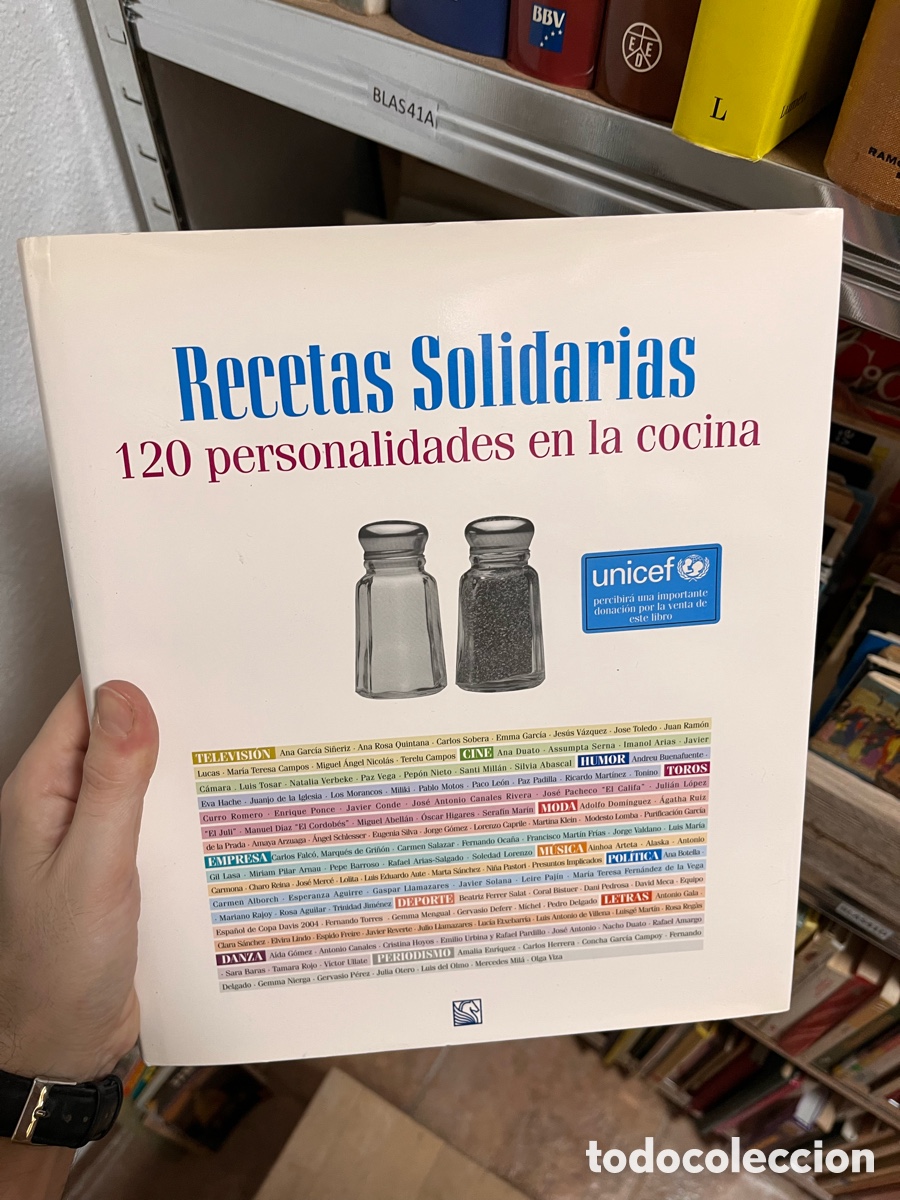 BBV
E E
D
BLAS41A
L
RAMO
Recetas Solidarias
120 personalidades en la cocina
unicef
percibirá una importante
donación por la venta de
este libro
TELEVISIÓN Ana García Siñeriz · Ana Rosa Quintana · Carlos Sobera · Emma García · Jesús Vázquez · Jose Toledo · Juan Ramón
Lucas · María Teresa Campos · Miguel Ángel Nicolás · Terelu Campos CINE Ana Duato · Assumpta Serna · Imanol Arias · Javier
Cámara · Luis Tosar · Natalia Verbeke · Paz Vega · Pepón Nieto · Santi Millán · Silvia Abascal HUMOR Andreu Buenafuente ·
Eva Hache · Juanjo de la Iglesia · Los Morancos · Millki · Pablo Motos · Paco León · Paz Padilla · Ricardo Martínez · Tonino TOROS
Curro Romero · Enrique Ponce · Javier Conde · José Antonio Canales Rivera · José Pacheco "El Califa" · Julián López
"El Juli" · Manuel Díaz "El Cordobés" · Miguel Abellán · Óscar Higares · Serafín Marín MODA Adolfo Domínguez · Ágatha Ruiz
de la Prada · Amaya Arzuaga · Ángel Schlesser · Eugenia Silva · Jorge Gómez · Lorenzo Caprile · Martina Klein · Modesto Lomba · Purificación García
EMPRESA Carlos Falcó, Marqués de Griñón · Carmen Salazar · Fernando Ocaña · Francisco Martín Frías · Jorge Valdano · Luis María
Gil Lasa · Miriam Pilar Arnau · Pepe Barroso · Rafael Arias-Salgado · Soledad Lorenzo MÚSICA Ainhoa Arteta · Alaska · Antonio
Carmona · Charo Reina · José Mercé · Lolita · Luis Eduardo Aute · Marta Sánchez · Niña Pastori · Presuntos Implicados POLÍTICA Ana Botella ·
Carmen Alborch · Esperanza Aguirre · Gaspar Llamazares · Javier Solana · Leire Pajín · María Teresa Fernández de la Vega
· Mariano Rajoy · Rosa Aguilar · Trinidad Jiménez DEPORTE Beatriz Ferrer Salat · Coral Bistuer · Dani Pedrosa · David Meca · Equipo
Español de Copa Davis 2004 · Fernando Torres · Gemma Mengual · Gervasio Deferr · Michel · Pedro Delgado LETRAS Antonio Gala ·
Clara Sánchez · Elvira Lindo · Espido Freire · Javier Reverte · Julio Llamazares · Lucía Etxebarria · Luis Antonio de Villena · Luisgé Martín · Rosa Regàs
DANZA Aída Gómez · Antonio Canales · Cristina Hoyos · Emilio Urbina y Rafael Pardillo · José Antonio · Nacho Duato · Rafael Amargo
· Sara Baras · Tamara Rojo · Víctor Ullate PERIODISMO Amalia Enríquez · Carlos Herrera · Concha García Campoy · Fernando
Delgado · Gemma Nierga · Gervasio Pérez · Julia Otero · Luis del Olmo · Mercedes Milá · Olga Viza
todocoleccion